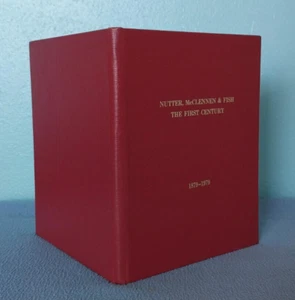 NUTTER, McCLENNEN & FISH
THE FIRST CENTURY
1879–1979